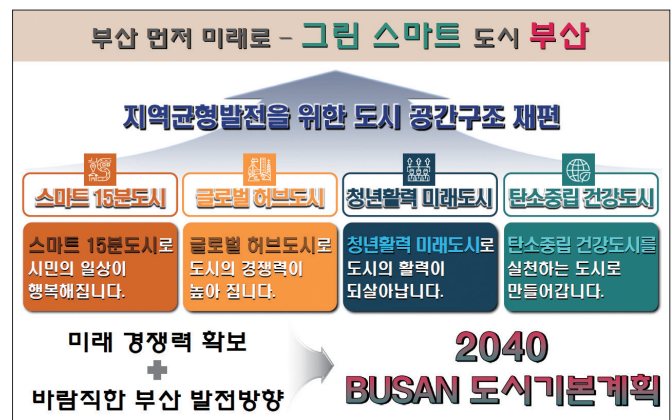 부산 먼저 미래로 – 그린 스마트 도시 부산
지역균형발전을 위한 도시 공간구조 재편
스마트 15분도시
글로벌 허브도시
청년활력 미래도시
탄소중립 건강도시
스마트 15분도시로
시민의 일상이
행복해집니다.
글로벌 허브도시로
도시의 경쟁력이
높아 집니다.
청년활력 미래도시로
도시의 활력이
되살아납니다.
탄소중립 건강도시를
실천하는 도시로
만들어갑니다.
미래 경쟁력 확보
+
바람직한 부산 발전방향
2040
BUSAN 도시기본계획